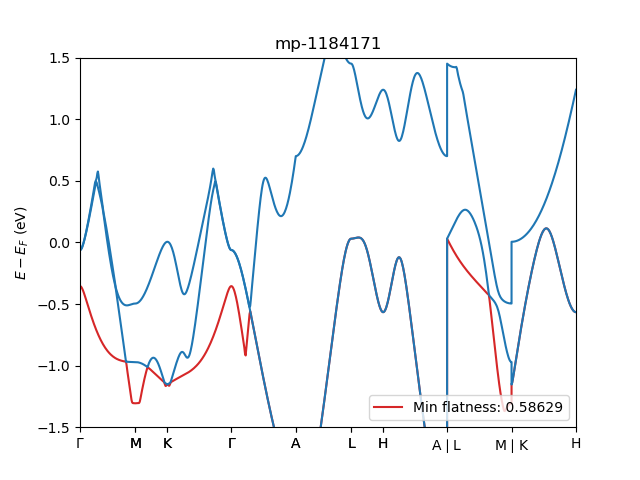 mp-1184171
1.5
1.0
0.5
0.0
−0.5
−1.0
−1.5
E − E_F (eV)
Min flatness: 0.58629
Γ M K Γ A L H A | L M | K H